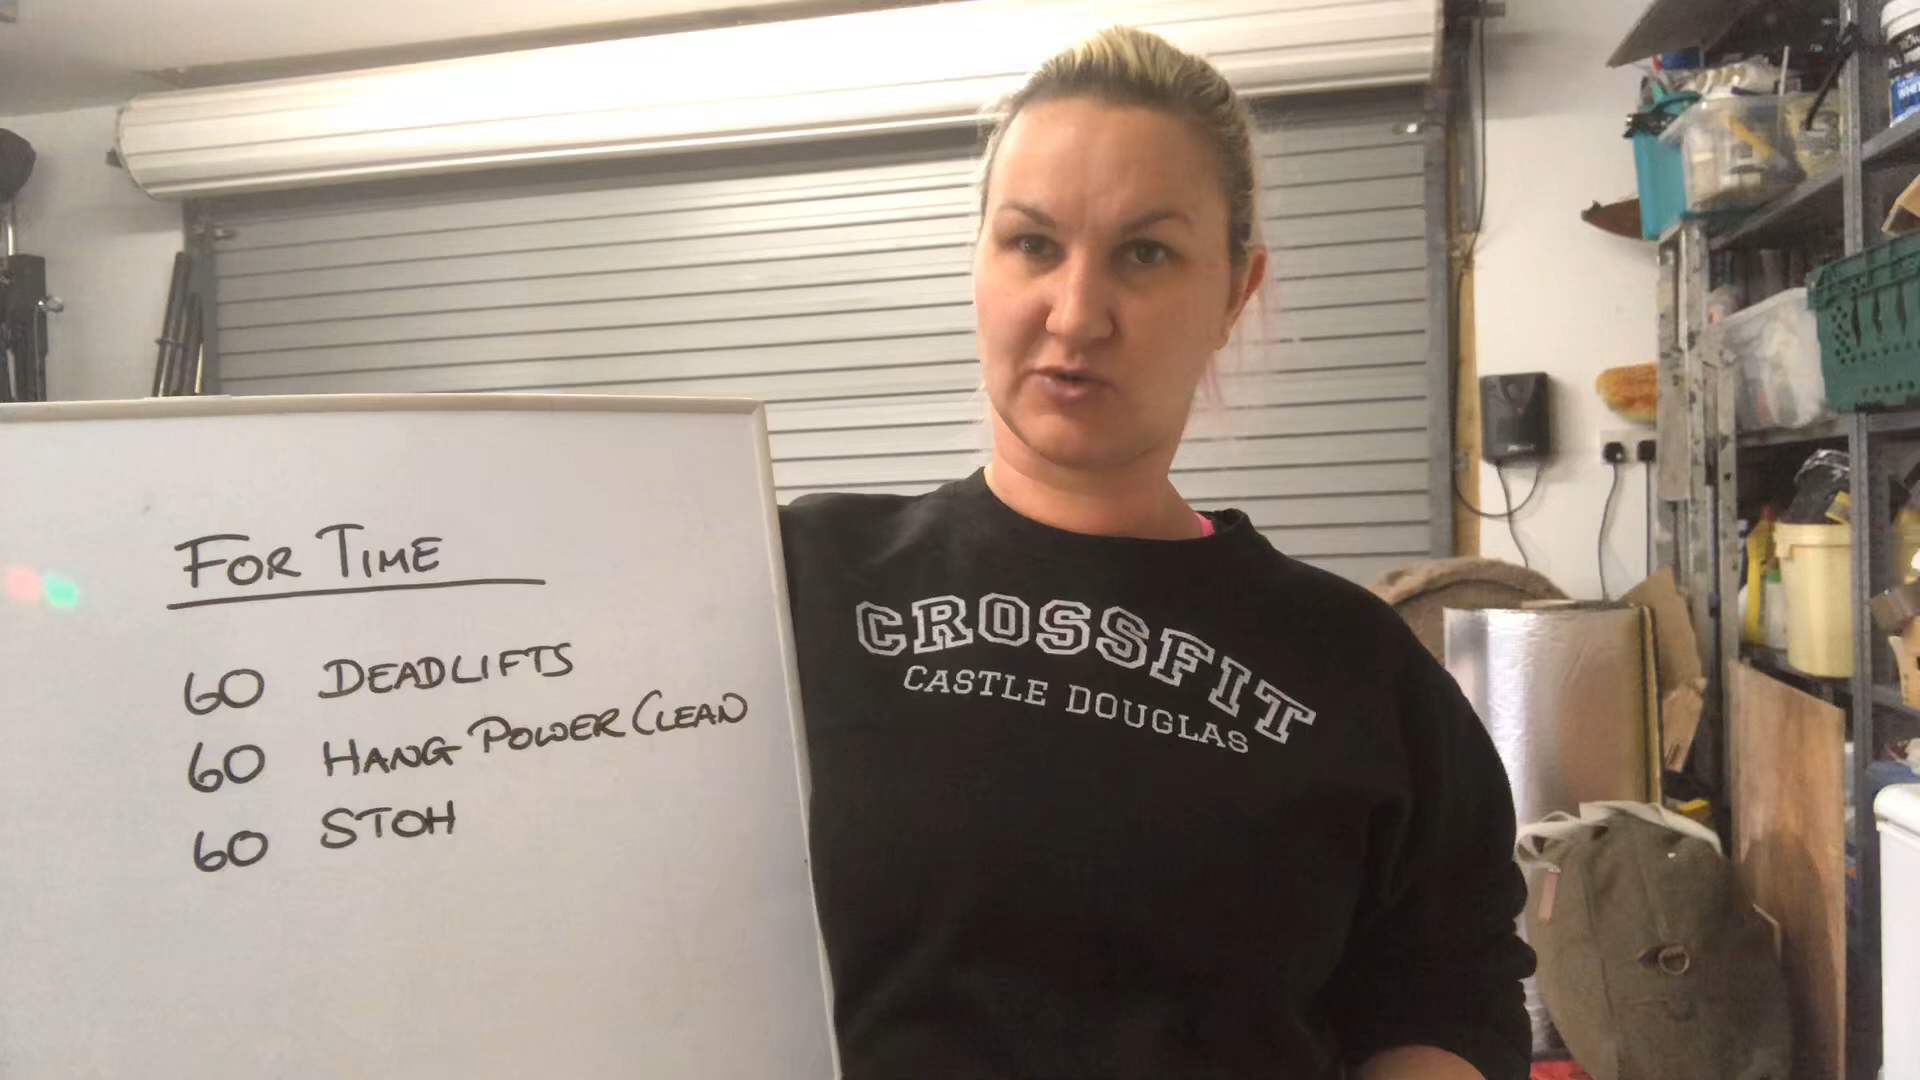 For Time
60 Deadlifts
60 Hang Power Clean
60 STOH
CROSSFIT
CASTLE DOUGLAS